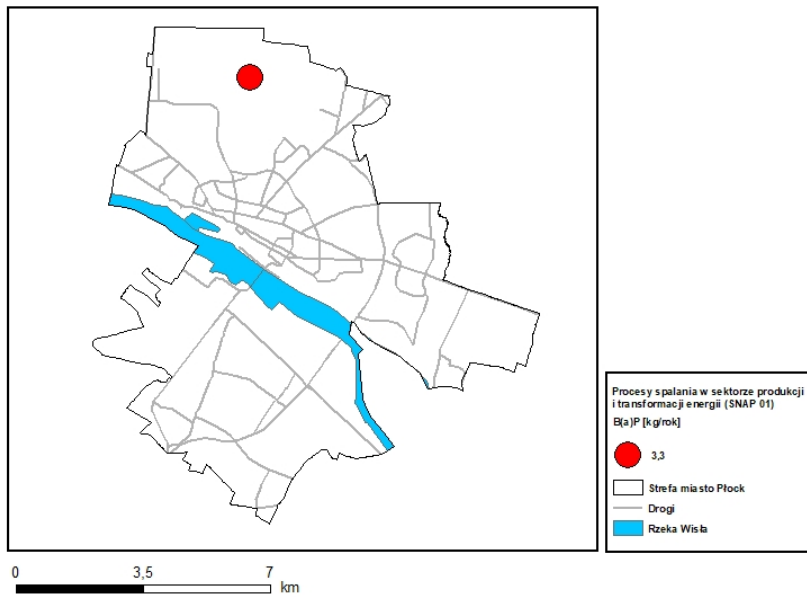 Procesy spalania w sektorze produkcji
i transformacji energii (SNAP 01)
B(a)P [kg/rok]
3,3
Strefa miasto Płock
Drogi
Rzeka Wisła
0 3,5 7
km